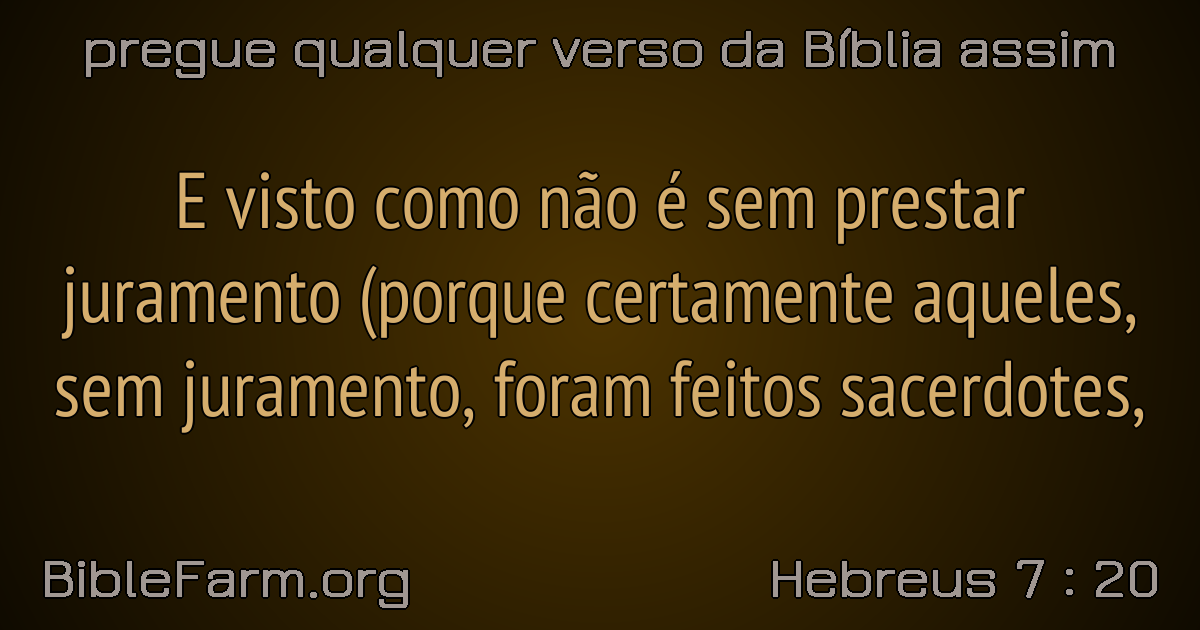 pregue qualquer verso da Bíblia assim
E visto como não é sem prestar
juramento (porque certamente aqueles,
sem juramento, foram feitos sacerdotes,
BibleFarm.org
Hebreus 7 : 20